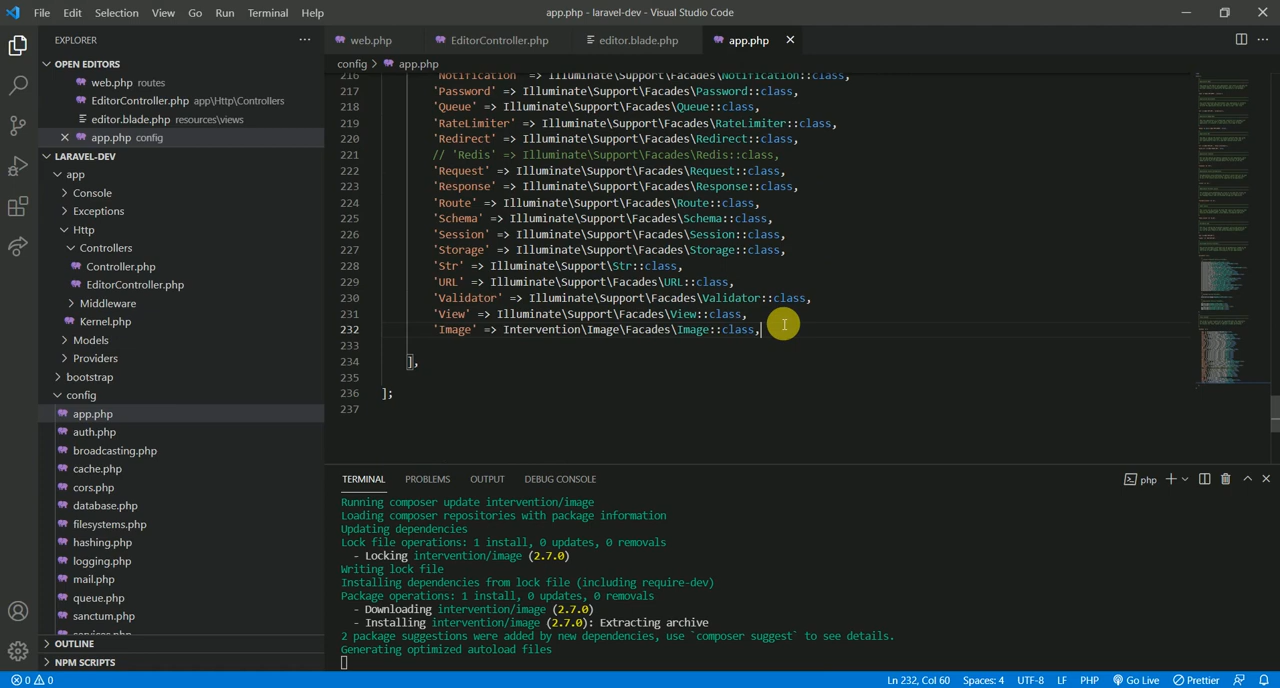 File Edit Selection View Go Run Terminal Help
app.php - laravel-dev - Visual Studio Code
EXPLORER
OPEN EDITORS
web.php routes
EditorController.php app\Http\Controllers
editor.blade.php resources\views
app.php config
LARAVEL-DEV
app
Console
Exceptions
Http
Controllers
Controller.php
EditorController.php
Middleware
Kernel.php
Models
Providers
bootstrap
config
app.php
auth.php
broadcasting.php
cache.php
cors.php
database.php
filesystems.php
hashing.php
logging.php
mail.php
queue.php
sanctum.php
services.php
OUTLINE
NPM SCRIPTS
web.php EditorController.php editor.blade.php app.php
config > app.php
216 'Notification' => Illuminate\Support\Facades\Notification::class,
217 'Password' => Illuminate\Support\Facades\Password::class,
218 'Queue' => Illuminate\Support\Facades\Queue::class,
219 'RateLimiter' => Illuminate\Support\Facades\RateLimiter::class,
220 'Redirect' => Illuminate\Support\Facades\Redirect::class,
221 // 'Redis' => Illuminate\Support\Facades\Redis::class,
222 'Request' => Illuminate\Support\Facades\Request::class,
223 'Response' => Illuminate\Support\Facades\Response::class,
224 'Route' => Illuminate\Support\Facades\Route::class,
225 'Schema' => Illuminate\Support\Facades\Schema::class,
226 'Session' => Illuminate\Support\Facades\Session::class,
227 'Storage' => Illuminate\Support\Facades\Storage::class,
228 'Str' => Illuminate\Support\Str::class,
229 'URL' => Illuminate\Support\Facades\URL::class,
230 'Validator' => Illuminate\Support\Facades\Validator::class,
231 'View' => Illuminate\Support\Facades\View::class,
232 'Image' => Intervention\Image\Facades\Image::class,
233
234 ],
235
236 ];
237
TERMINAL PROBLEMS OUTPUT DEBUG CONSOLE
php
Running composer update intervention/image
Loading composer repositories with package information
Updating dependencies
Lock file operations: 1 install, 0 updates, 0 removals
- Locking intervention/image (2.7.0)
Writing lock file
Installing dependencies from lock file (including require-dev)
Package operations: 1 install, 0 updates, 0 removals
- Downloading intervention/image (2.7.0)
- Installing intervention/image (2.7.0): Extracting archive
2 package suggestions were added by new dependencies, use `composer suggest` to see details.
Generating optimized autoload files
0 0
Ln 232, Col 60 Spaces: 4 UTF-8 LF PHP Go Live Prettier